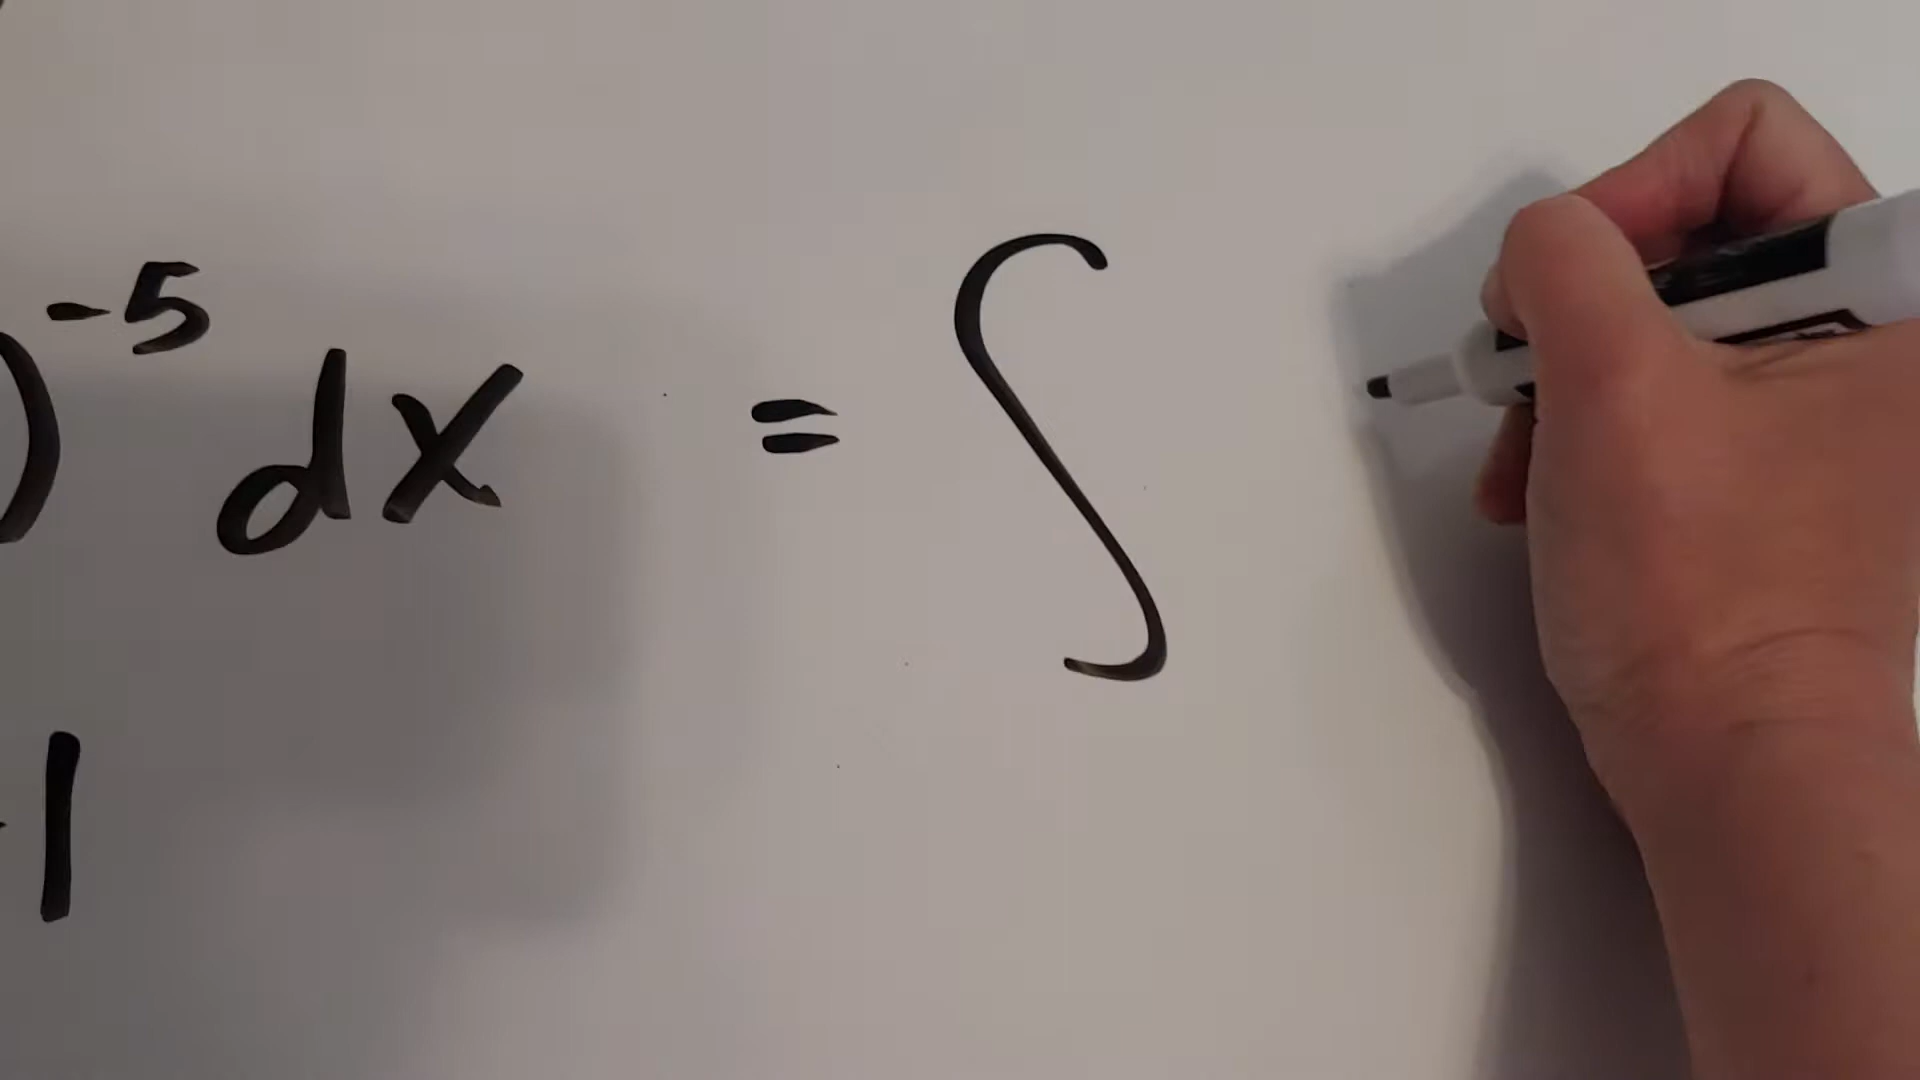 )^{-5} dx = ∫
1